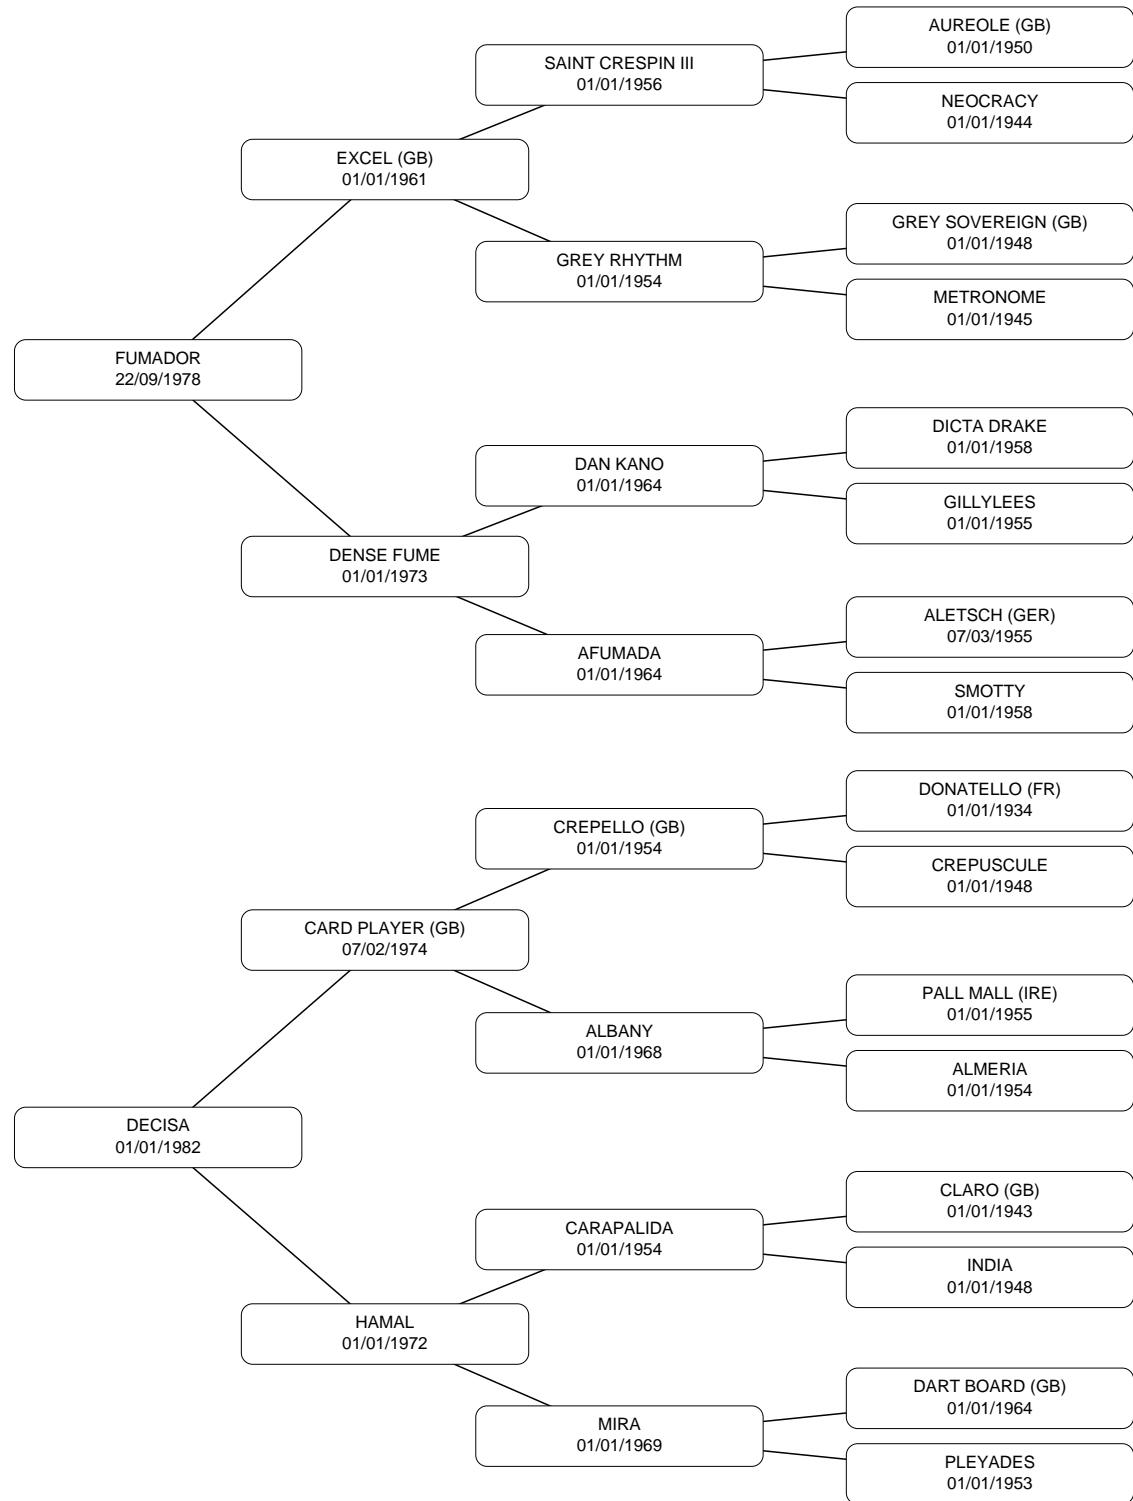 AUREOLE (GB)
01/01/1950
SAINT CRESPIN III
01/01/1956
NEOCRACY
01/01/1944
EXCEL (GB)
01/01/1961
GREY SOVEREIGN (GB)
01/01/1948
GREY RHYTHM
01/01/1954
METRONOME
01/01/1945
FUMADOR
22/09/1978
DICTA DRAKE
01/01/1958
DAN KANO
01/01/1964
GILLYLEES
01/01/1955
DENSE FUME
01/01/1973
ALETSCH (GER)
07/03/1955
AFUMADA
01/01/1964
SMOTTY
01/01/1958
DONATELLO (FR)
01/01/1934
CREPELLO (GB)
01/01/1954
CREPUSCULE
01/01/1948
CARD PLAYER (GB)
07/02/1974
PALL MALL (IRE)
01/01/1955
ALBANY
01/01/1968
ALMERIA
01/01/1954
DECISA
01/01/1982
CLARO (GB)
01/01/1943
CARAPALIDA
01/01/1954
INDIA
01/01/1948
HAMAL
01/01/1972
DART BOARD (GB)
01/01/1964
MIRA
01/01/1969
PLEYADES
01/01/1953